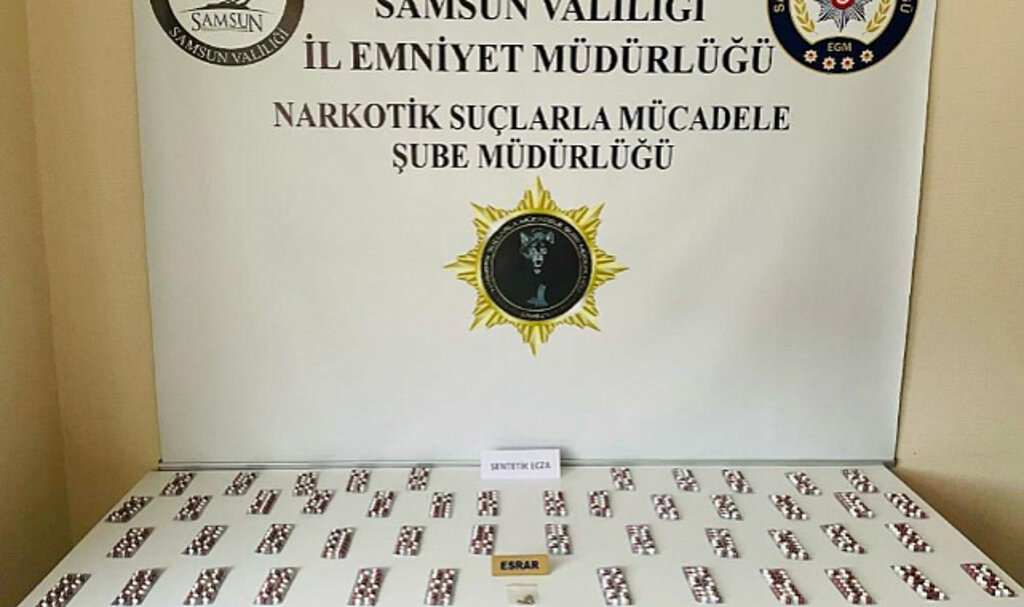 SAMSUN
SAMSUN VALİLİĞİ
SAMSUN VALİLİĞİ
İL EMNİYET MÜDÜRLÜĞÜ
EGM
NARKOTİK SUÇLARLA MÜCADELE
ŞUBE MÜDÜRLÜĞÜ
SENTETİK ECZA
ESRAR